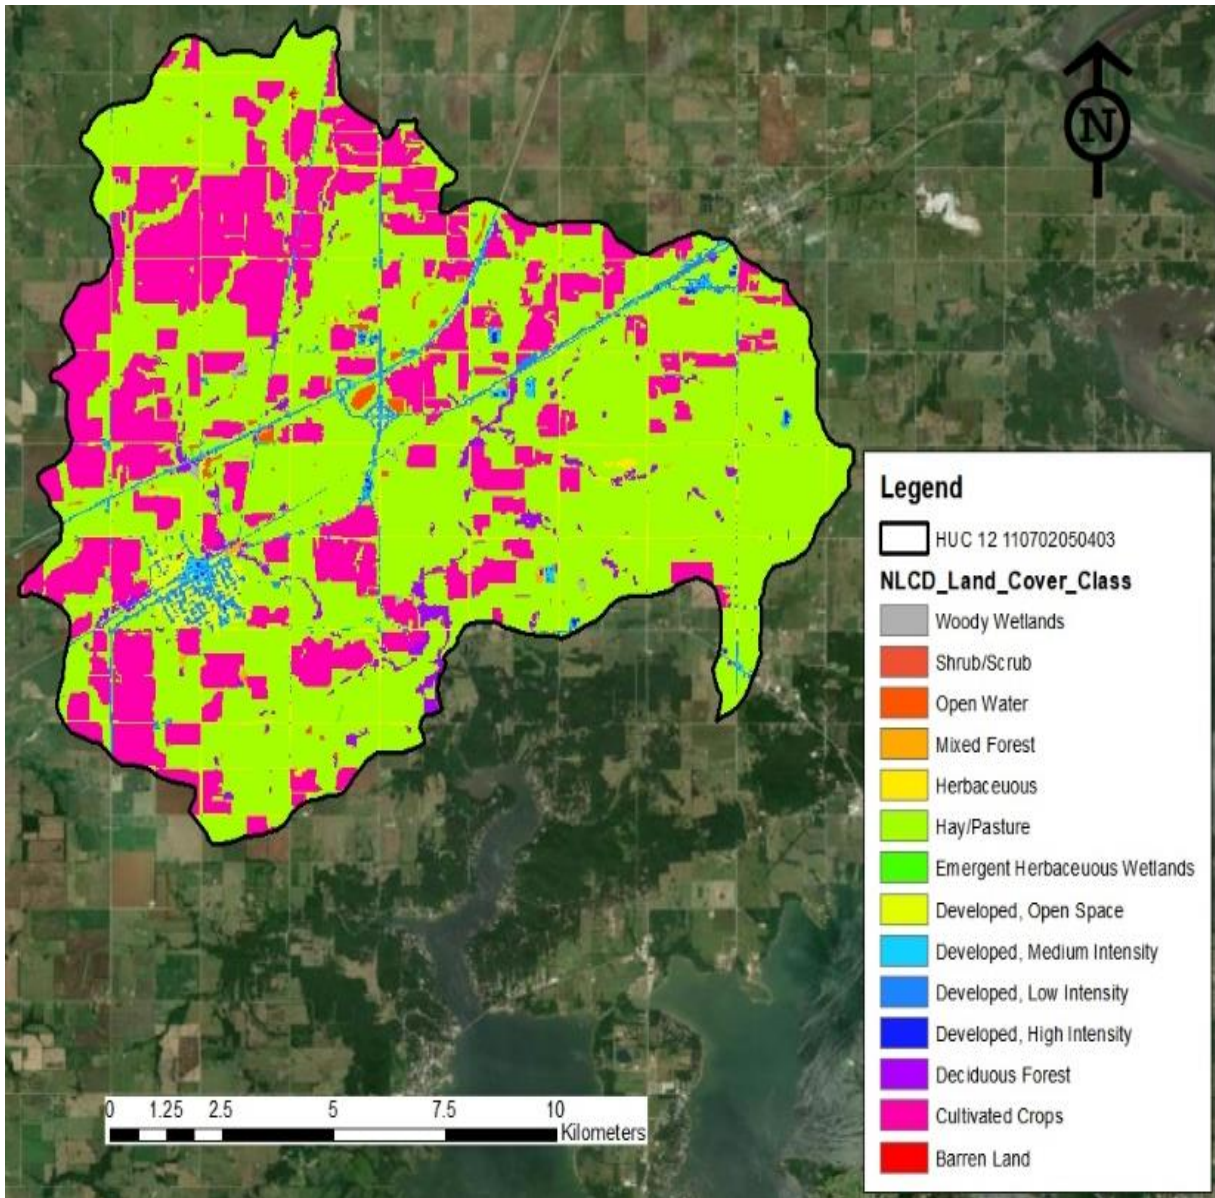 N
Legend
HUC 12 110702050403
NLCD_Land_Cover_Class
Woody Wetlands
Shrub/Scrub
Open Water
Mixed Forest
Herbaceuous
Hay/Pasture
Emergent Herbaceuous Wetlands
Developed, Open Space
Developed, Medium Intensity
Developed, Low Intensity
Developed, High Intensity
Deciduous Forest
Cultivated Crops
Barren Land
0 1.25 2.5 5 7.5 10
Kilometers